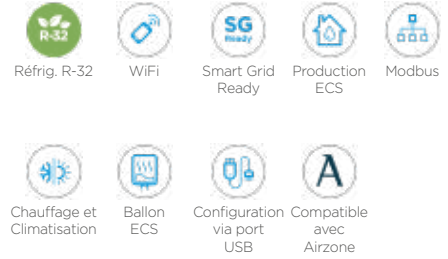 R-32
SG
Ready
Réfrig. R-32
WiFi
Smart Grid
Ready
Production
ECS
Modbus
A
Chauffage et
Climatisation
Ballon
ECS
Configuration
via port
USB
Compatible
avec
Airzone